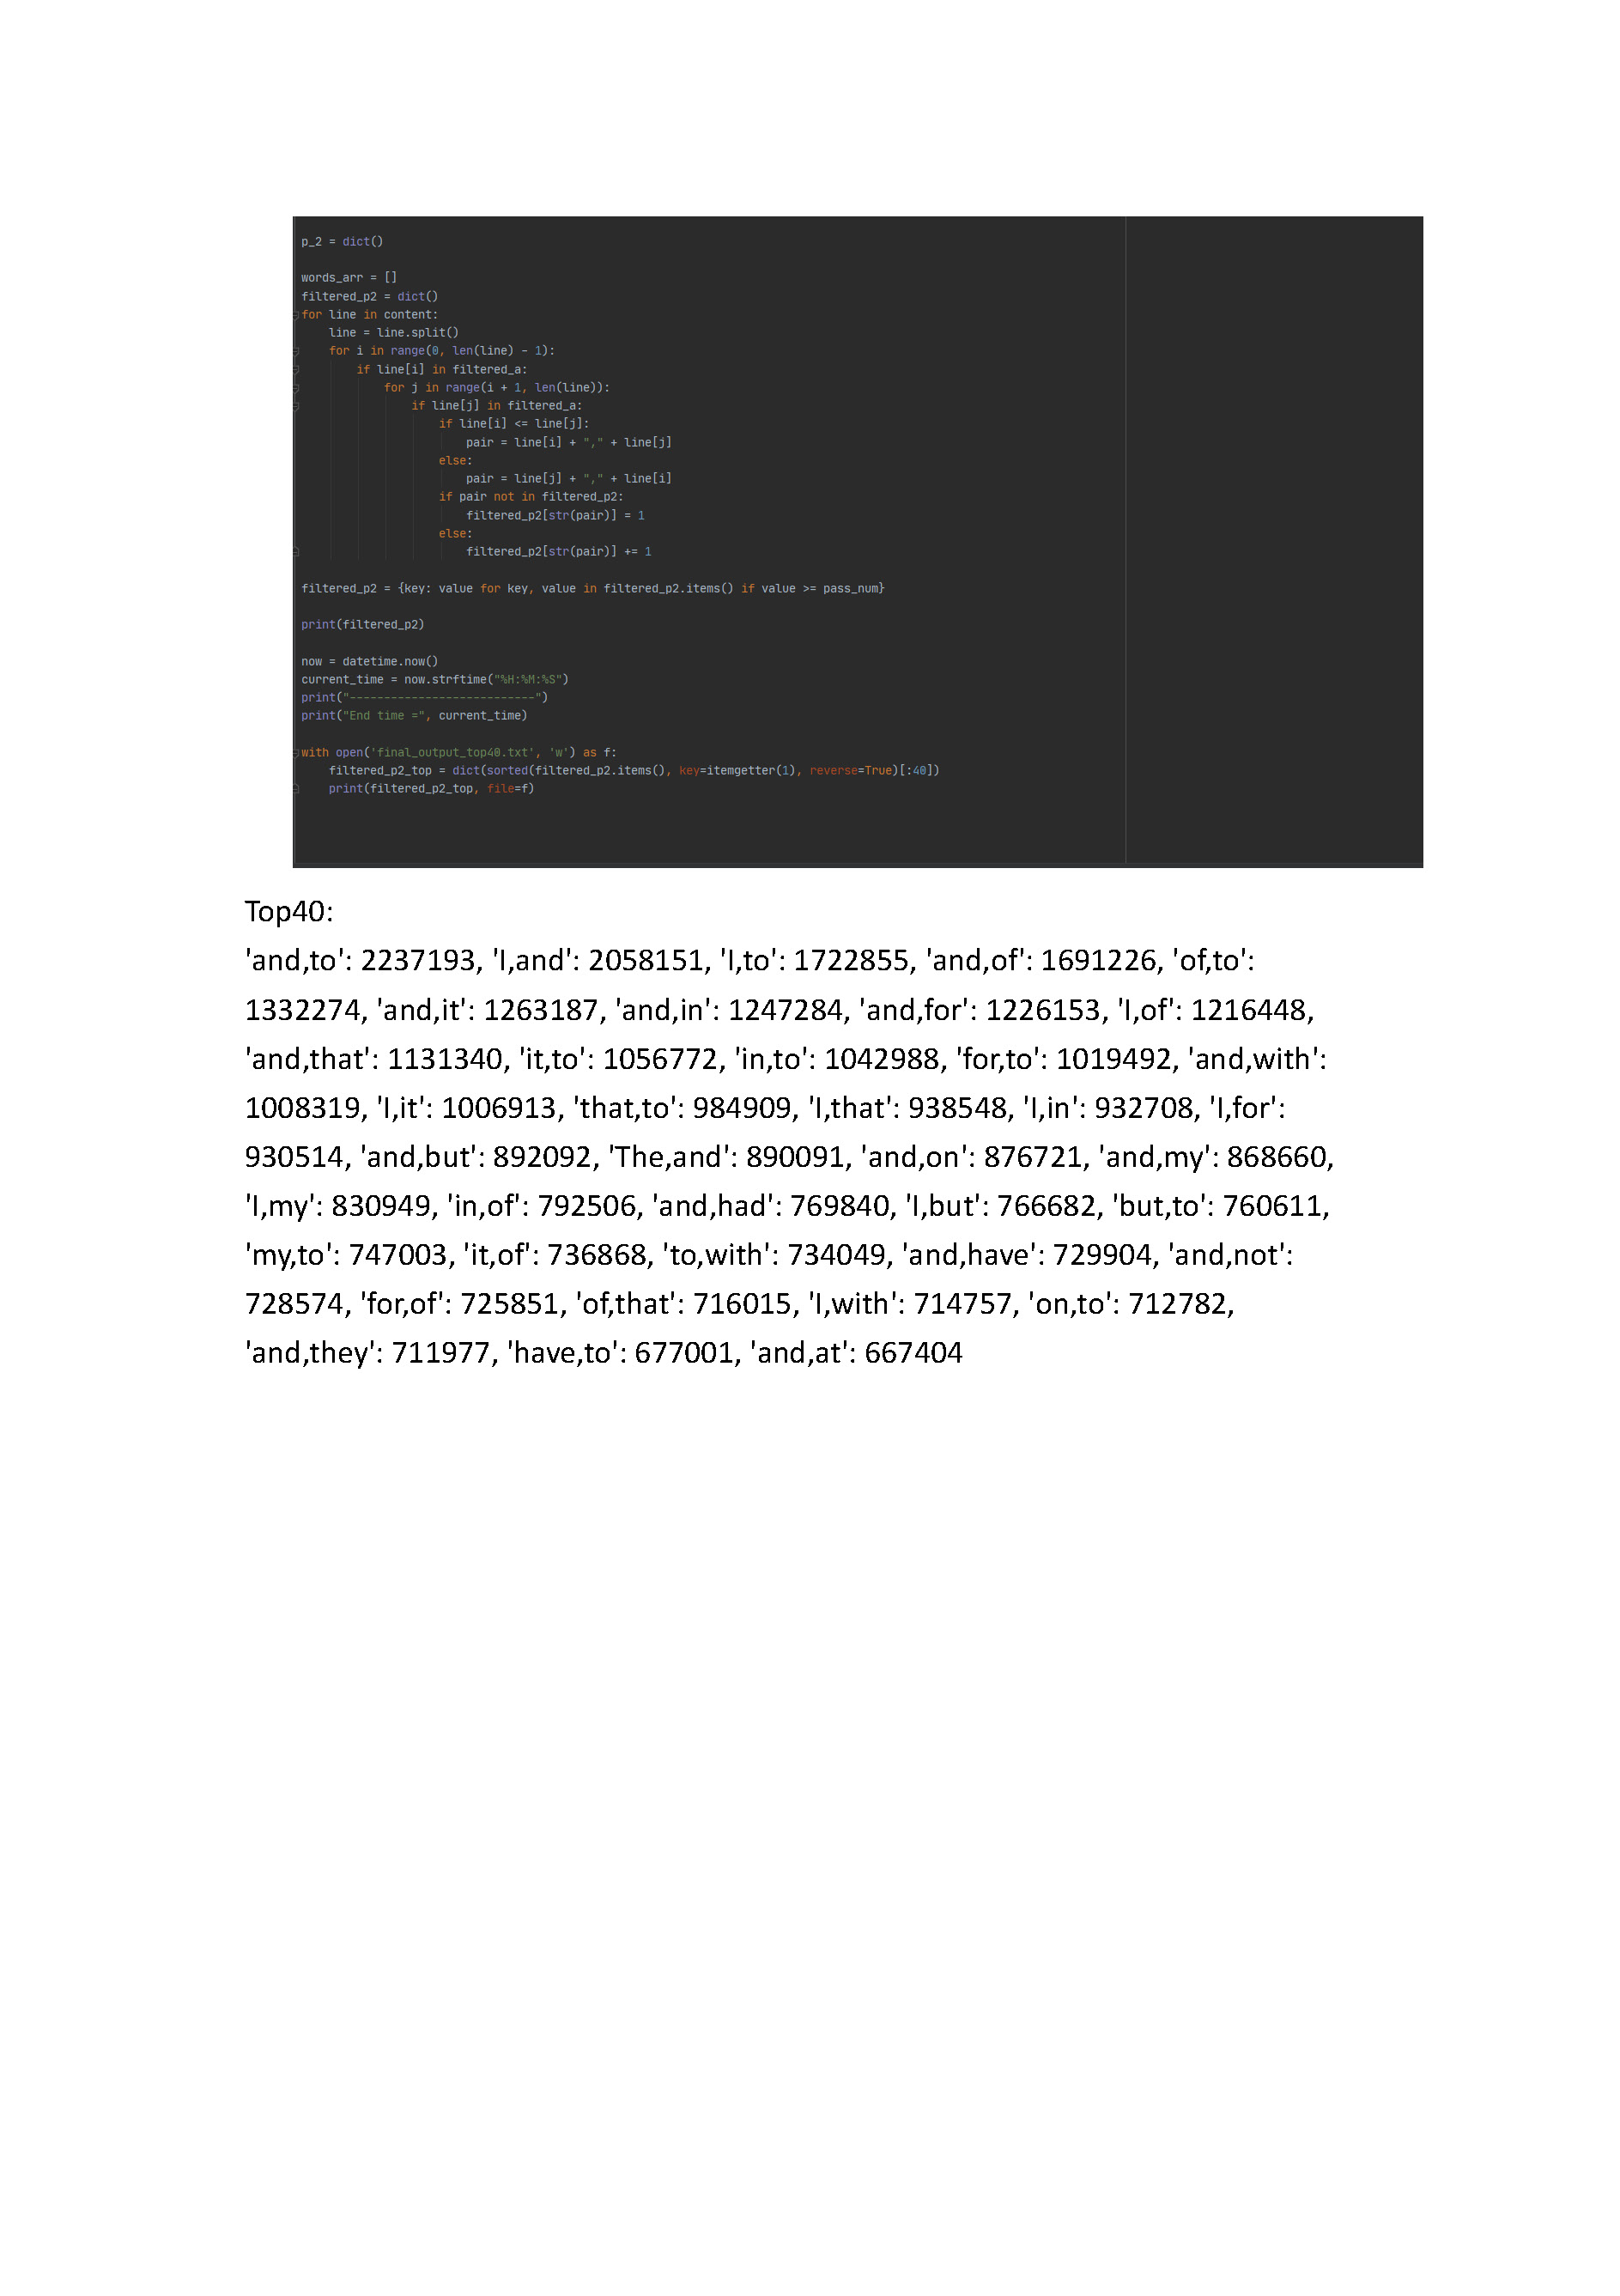 p_2 = dict()
words_arr = []
filtered_p2 = dict()
for line in content:
    line = line.split()
    for i in range(0, len(line) - 1):
        if line[i] in filtered_a:
            for j in range(i + 1, len(line)):
                if line[j] in filtered_a:
                    if line[i] <= line[j]:
                        pair = line[i] + "," + line[j]
                    else:
                        pair = line[j] + "," + line[i]
                    if pair not in filtered_p2:
                        filtered_p2[str(pair)] = 1
                    else:
                        filtered_p2[str(pair)] += 1
filtered_p2 = {key: value for key, value in filtered_p2.items() if value >= pass_num}
print(filtered_p2)
now = datetime.now()
current_time = now.strftime("%H:%M:%S")
print("---------------------------")
print("End time =", current_time)
with open('final_output_top40.txt', 'w') as f:
    filtered_p2_top = dict(sorted(filtered_p2.items(), key=itemgetter(1), reverse=True)[:40])
    print(filtered_p2_top, file=f)
Top40:
'and,to': 2237193, 'I,and': 2058151, 'I,to': 1722855, 'and,of': 1691226, 'of,to':
1332274, 'and,it': 1263187, 'and,in': 1247284, 'and,for': 1226153, 'I,of': 1216448,
'and,that': 1131340, 'it,to': 1056772, 'in,to': 1042988, 'for,to': 1019492, 'and,with':
1008319, 'I,it': 1006913, 'that,to': 984909, 'I,that': 938548, 'I,in': 932708, 'I,for':
930514, 'and,but': 892092, 'The,and': 890091, 'and,on': 876721, 'and,my': 868660,
'I,my': 830949, 'in,of': 792506, 'and,had': 769840, 'I,but': 766682, 'but,to': 760611,
'my,to': 747003, 'it,of': 736868, 'to,with': 734049, 'and,have': 729904, 'and,not':
728574, 'for,of': 725851, 'of,that': 716015, 'I,with': 714757, 'on,to': 712782,
'and,they': 711977, 'have,to': 677001, 'and,at': 667404